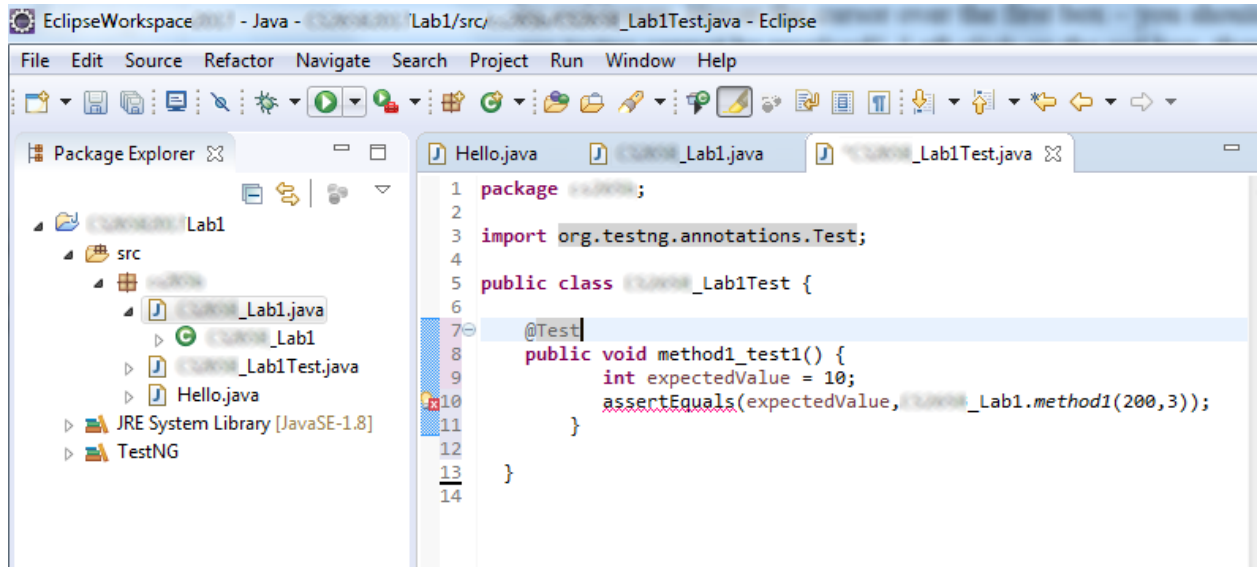 EclipseWorkspace - Java - Lab1/src/ _Lab1Test.java - Eclipse
File Edit Source Refactor Navigate Search Project Run Window Help
Package Explorer
Hello.java _Lab1.java _Lab1Test.java
Lab1
src
_Lab1.java
_Lab1
_Lab1Test.java
Hello.java
JRE System Library [JavaSE-1.8]
TestNG
1 package ;
2
3 import org.testng.annotations.Test;
4
5 public class _Lab1Test {
6
7 @Test
8 public void method1_test1() {
9 int expectedValue = 10;
10 assertEquals(expectedValue, _Lab1.method1(200,3));
11 }
12
13 }
14